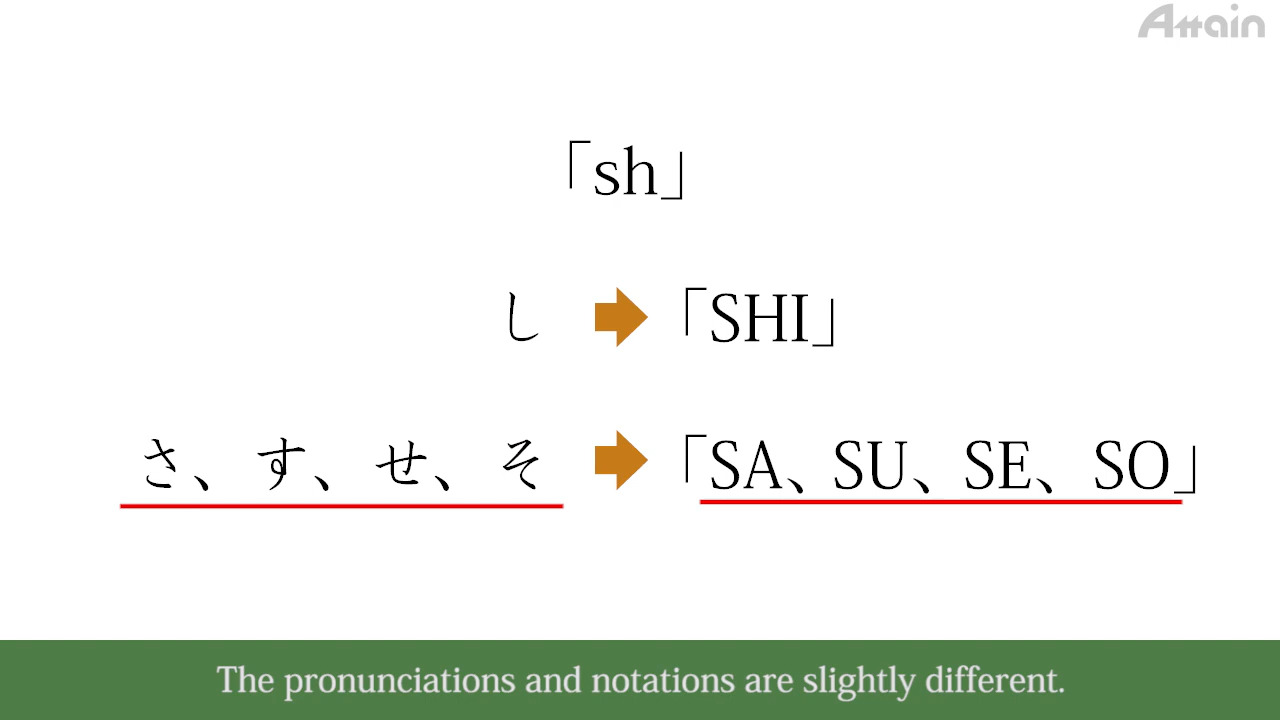 Attain
「sh」
し ➡ 「SHI」
さ、す、せ、そ ➡ 「SA、SU、SE、SO」
The pronunciations and notations are slightly different.